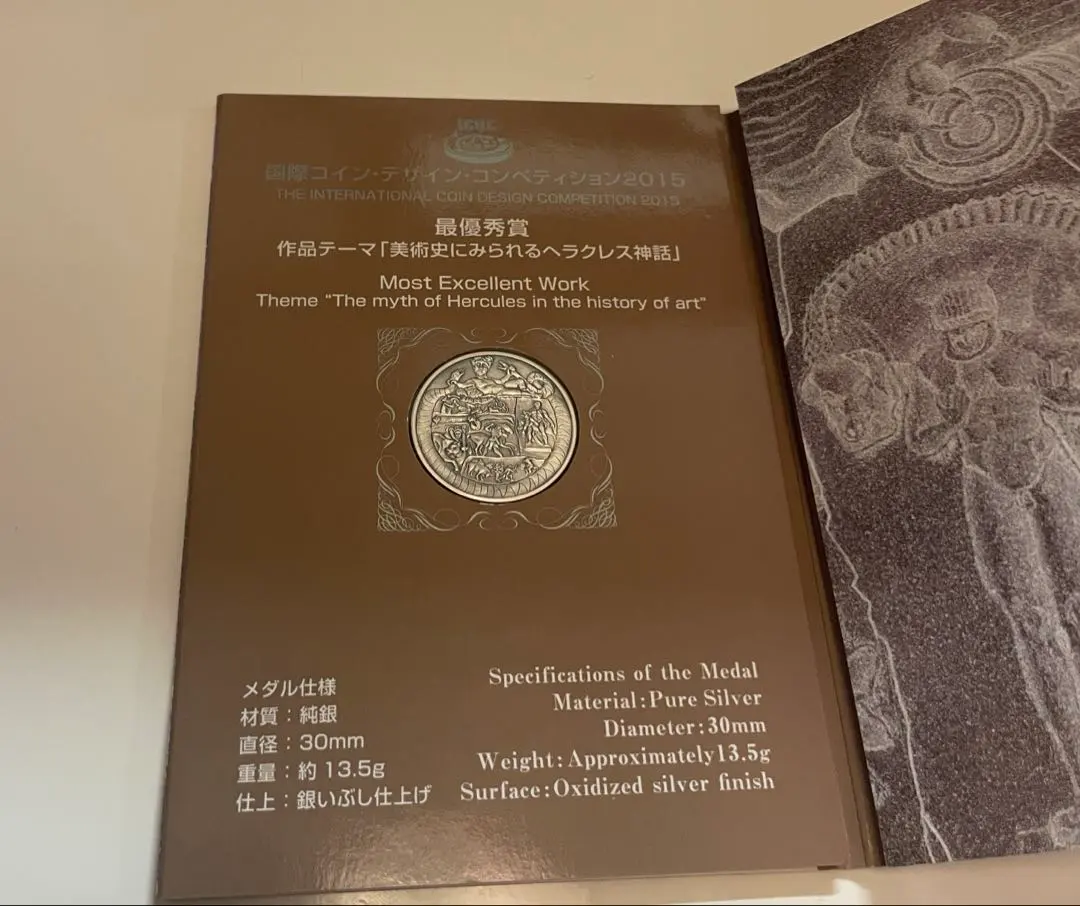 ICDC
国際コイン・デザイン・コンペティション2015
THE INTERNATIONAL COIN DESIGN COMPETITION 2015
最優秀賞
作品テーマ「美術史にみられるヘラクレス神話」
Most Excellent Work
Theme "The myth of Hercules in the history of art"
メダル仕様
材質：純銀
直径：30mm
重量：約 13.5g
仕上：銀いぶし仕上げ
Specifications of the Medal
Material:Pure Silver
Diameter:30mm
Weight:Approximately13.5g
Surface:Oxidized silver finish